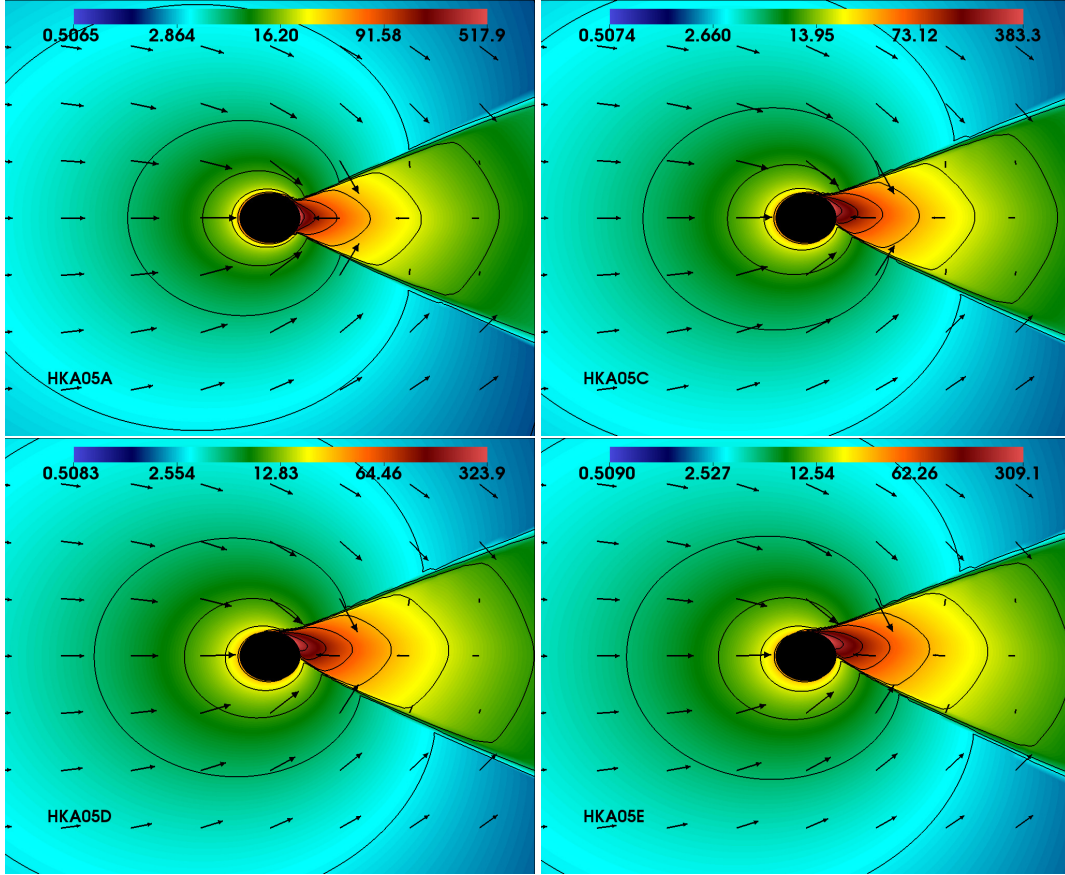 0.5065 2.864 16.20 91.58 517.9
HKA05A
0.5074 2.660 13.95 73.12 383.3
HKA05C
0.5083 2.554 12.83 64.46 323.9
HKA05D
0.5090 2.527 12.54 62.26 309.1
HKA05E